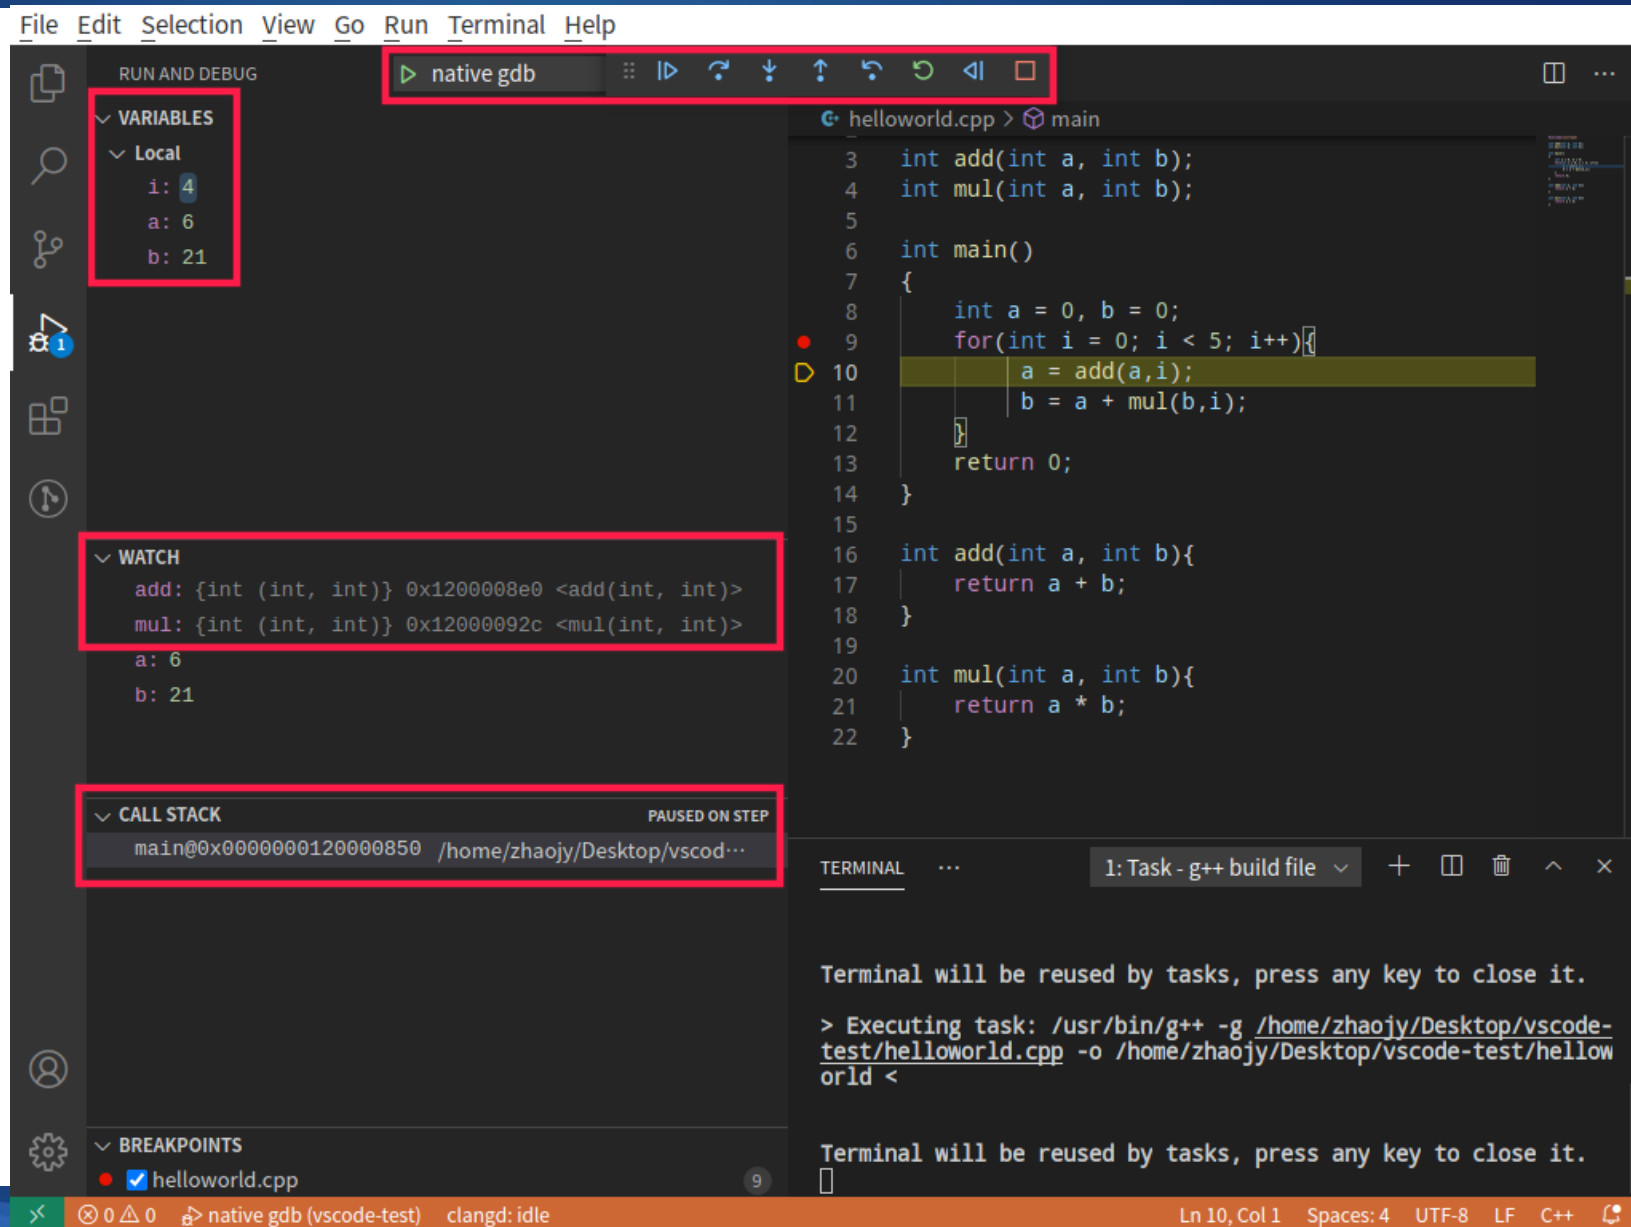 File Edit Selection View Go Run Terminal Help
RUN AND DEBUG
native gdb
VARIABLES
Local
i: 4
a: 6
b: 21
WATCH
add: {int (int, int)} 0x1200008e0 <add(int, int)>
mul: {int (int, int)} 0x12000092c <mul(int, int)>
a: 6
b: 21
CALL STACK PAUSED ON STEP
main@0x0000000120000850 /home/zhaojy/Desktop/vscod···
BREAKPOINTS
helloworld.cpp 9
1
helloworld.cpp > main
3 int add(int a, int b);
4 int mul(int a, int b);
5
6 int main()
7 {
8 int a = 0, b = 0;
9 for(int i = 0; i < 5; i++){
10 a = add(a,i);
11 b = a + mul(b,i);
12 }
13 return 0;
14 }
15
16 int add(int a, int b){
17 return a + b;
18 }
19
20 int mul(int a, int b){
21 return a * b;
22 }
TERMINAL ··· 1: Task - g++ build file
Terminal will be reused by tasks, press any key to close it.
> Executing task: /usr/bin/g++ -g /home/zhaojy/Desktop/vscode-
test/helloworld.cpp -o /home/zhaojy/Desktop/vscode-test/hellow
orld <
Terminal will be reused by tasks, press any key to close it.
0 0 native gdb (vscode-test) clangd: idle Ln 10, Col 1 Spaces: 4 UTF-8 LF C++